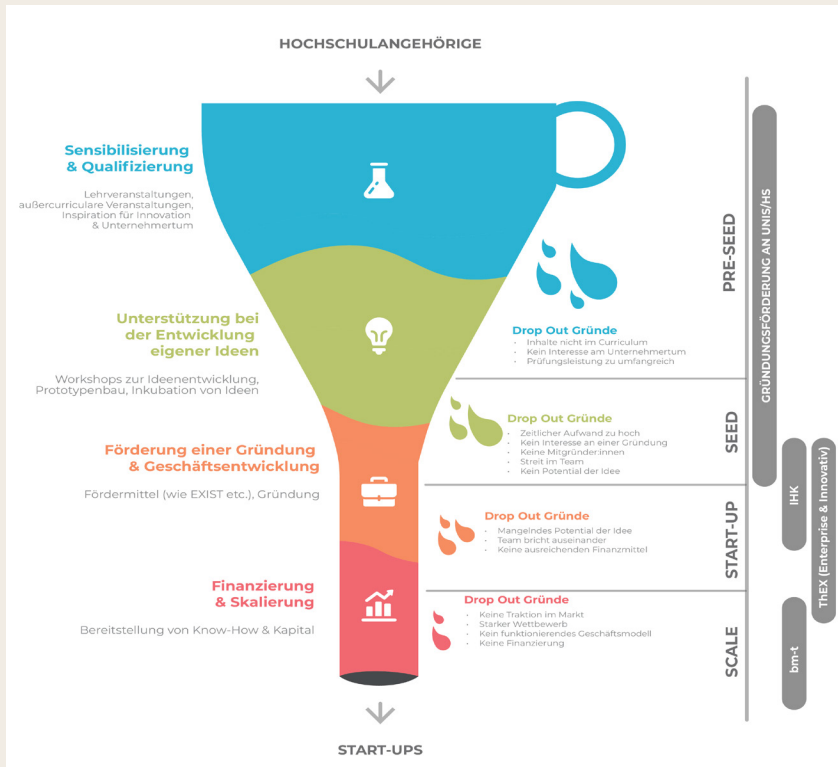 HOCHSCHULANGEHÖRIGE
Sensibilisierung
& Qualifizierung
Lehrveranstaltungen,
außercurriculare Veranstaltungen,
Inspiration für Innovation
& Unternehmertum
Unterstützung bei
der Entwicklung
eigener Ideen
Workshops zur Ideenentwicklung,
Prototypenbau, Inkubation von Ideen
Förderung einer Gründung
& Geschäftsentwicklung
Fördermittel (wie EXIST etc.), Gründung
Finanzierung
& Skalierung
Bereitstellung von Know-How & Kapital
Drop Out Gründe
· Inhalte nicht im Curriculum
· Kein Interesse am Unternehmertum
· Prüfungsleistung zu umfangreich
Drop Out Gründe
· Zeitlicher Aufwand zu hoch
· Kein Interesse an einer Gründung
· Keine Mitgründer:innen
· Streit im Team
· Kein Potential der Idee
Drop Out Gründe
· Mangelndes Potential der Idee
· Team bricht auseinander
· Keine ausreichenden Finanzmittel
Drop Out Gründe
· Keine Traktion im Markt
· Starker Wettbewerb
· Kein funktionierendes Geschäftsmodell
· Keine Finanzierung
PRE-SEED
SEED
START-UP
SCALE
GRÜNDUNGSFÖRDERUNG AN UNIS/HS
IHK
ThEX (Enterprise & Innovativ)
bm-t
START-UPS